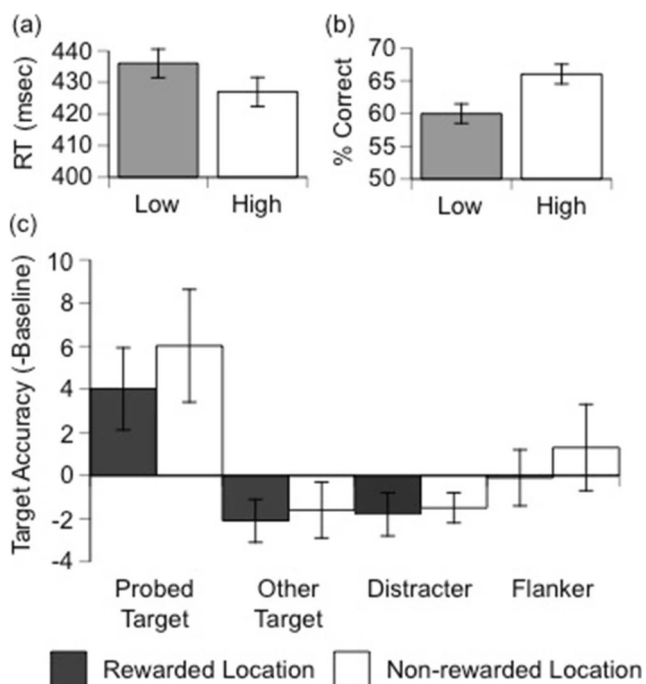 (a)
RT (msec)
440
430
420
410
400
Low High
(b)
% Correct
70
65
60
55
50
Low High
(c)
Target Accuracy (-Baseline)
10
8
6
4
2
0
-2
-4
Probed Other Distracter Flanker
Target Target
Rewarded Location Non-rewarded Location